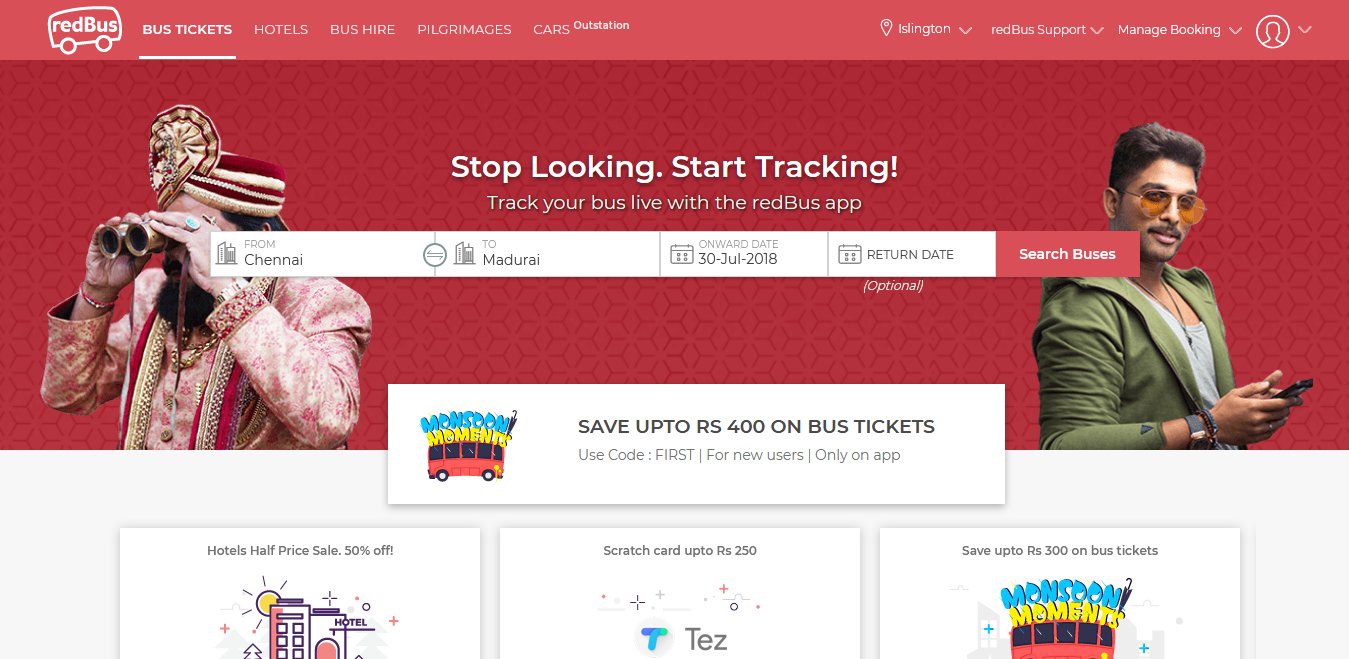 redBus
BUS TICKETS
HOTELS
BUS HIRE
PILGRIMAGES
CARS Outstation
Islington
redBus Support
Manage Booking
Stop Looking. Start Tracking!
Track your bus live with the redBus app
FROM
Chennai
TO
Madurai
ONWARD DATE
30-Jul-2018
RETURN DATE
(Optional)
Search Buses
MONSOON
MOMENTS
SAVE UPTO RS 400 ON BUS TICKETS
Use Code : FIRST | For new users | Only on app
Hotels Half Price Sale. 50% off!
HOTEL
Scratch card upto Rs 250
Tez
Save upto Rs 300 on bus tickets
MONSOON
MOMENTS